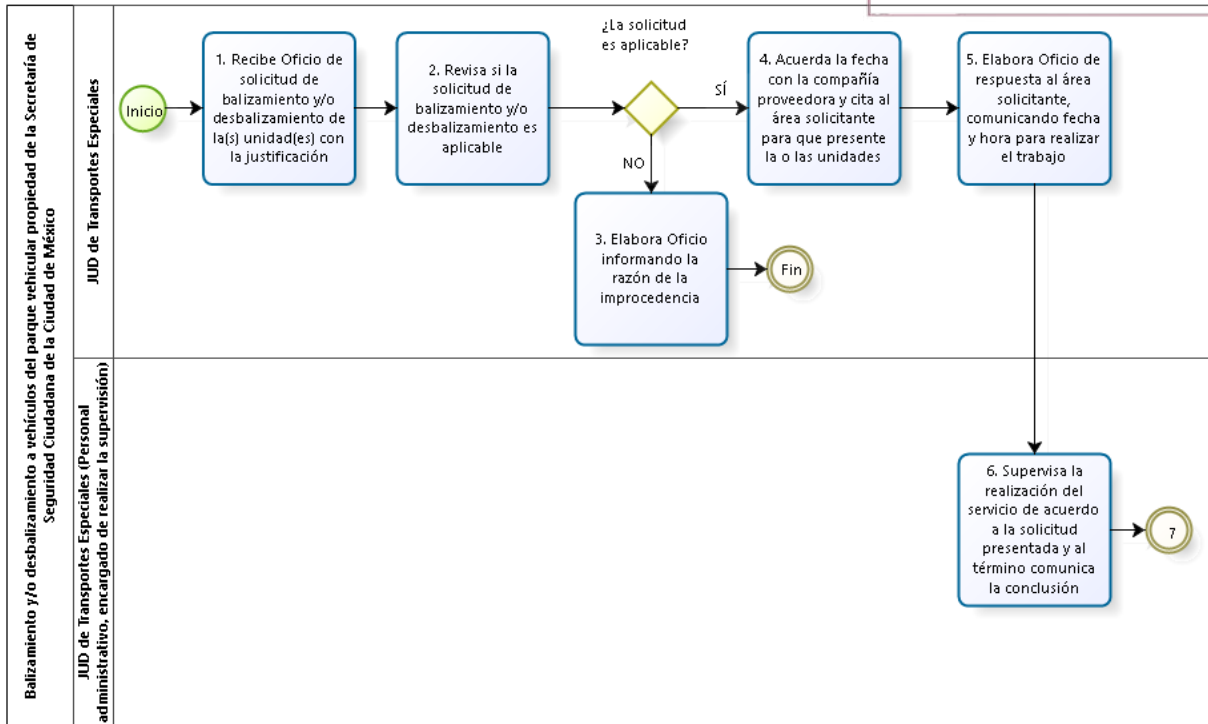 Balizamiento y/o desbalizamiento a vehículos del parque vehicular propiedad de la Secretaría de
Seguridad Ciudadana de la Ciudad de México
JUD de Transportes Especiales
Inicio
1. Recibe Oficio de
solicitud de
balizamiento y/o
desbalizamiento de
la(s) unidad(es) con
la justificación
2. Revisa si la
solicitud de
balizamiento y/o
desbalizamiento es
aplicable
¿La solicitud
es aplicable?
SÍ
NO
3. Elabora Oficio
informando la
razón de la
improcedencia
Fin
4. Acuerda la fecha
con la compañía
proveedora y cita al
área solicitante
para que presente
la o las unidades
5. Elabora Oficio de
respuesta al área
solicitante,
comunicando fecha
y hora para realizar
el trabajo
JUD de Transportes Especiales (Personal
administrativo, encargado de realizar la supervisión)
6. Supervisa la
realización del
servicio de acuerdo
a la solicitud
presentada y al
término comunica
la conclusión
7